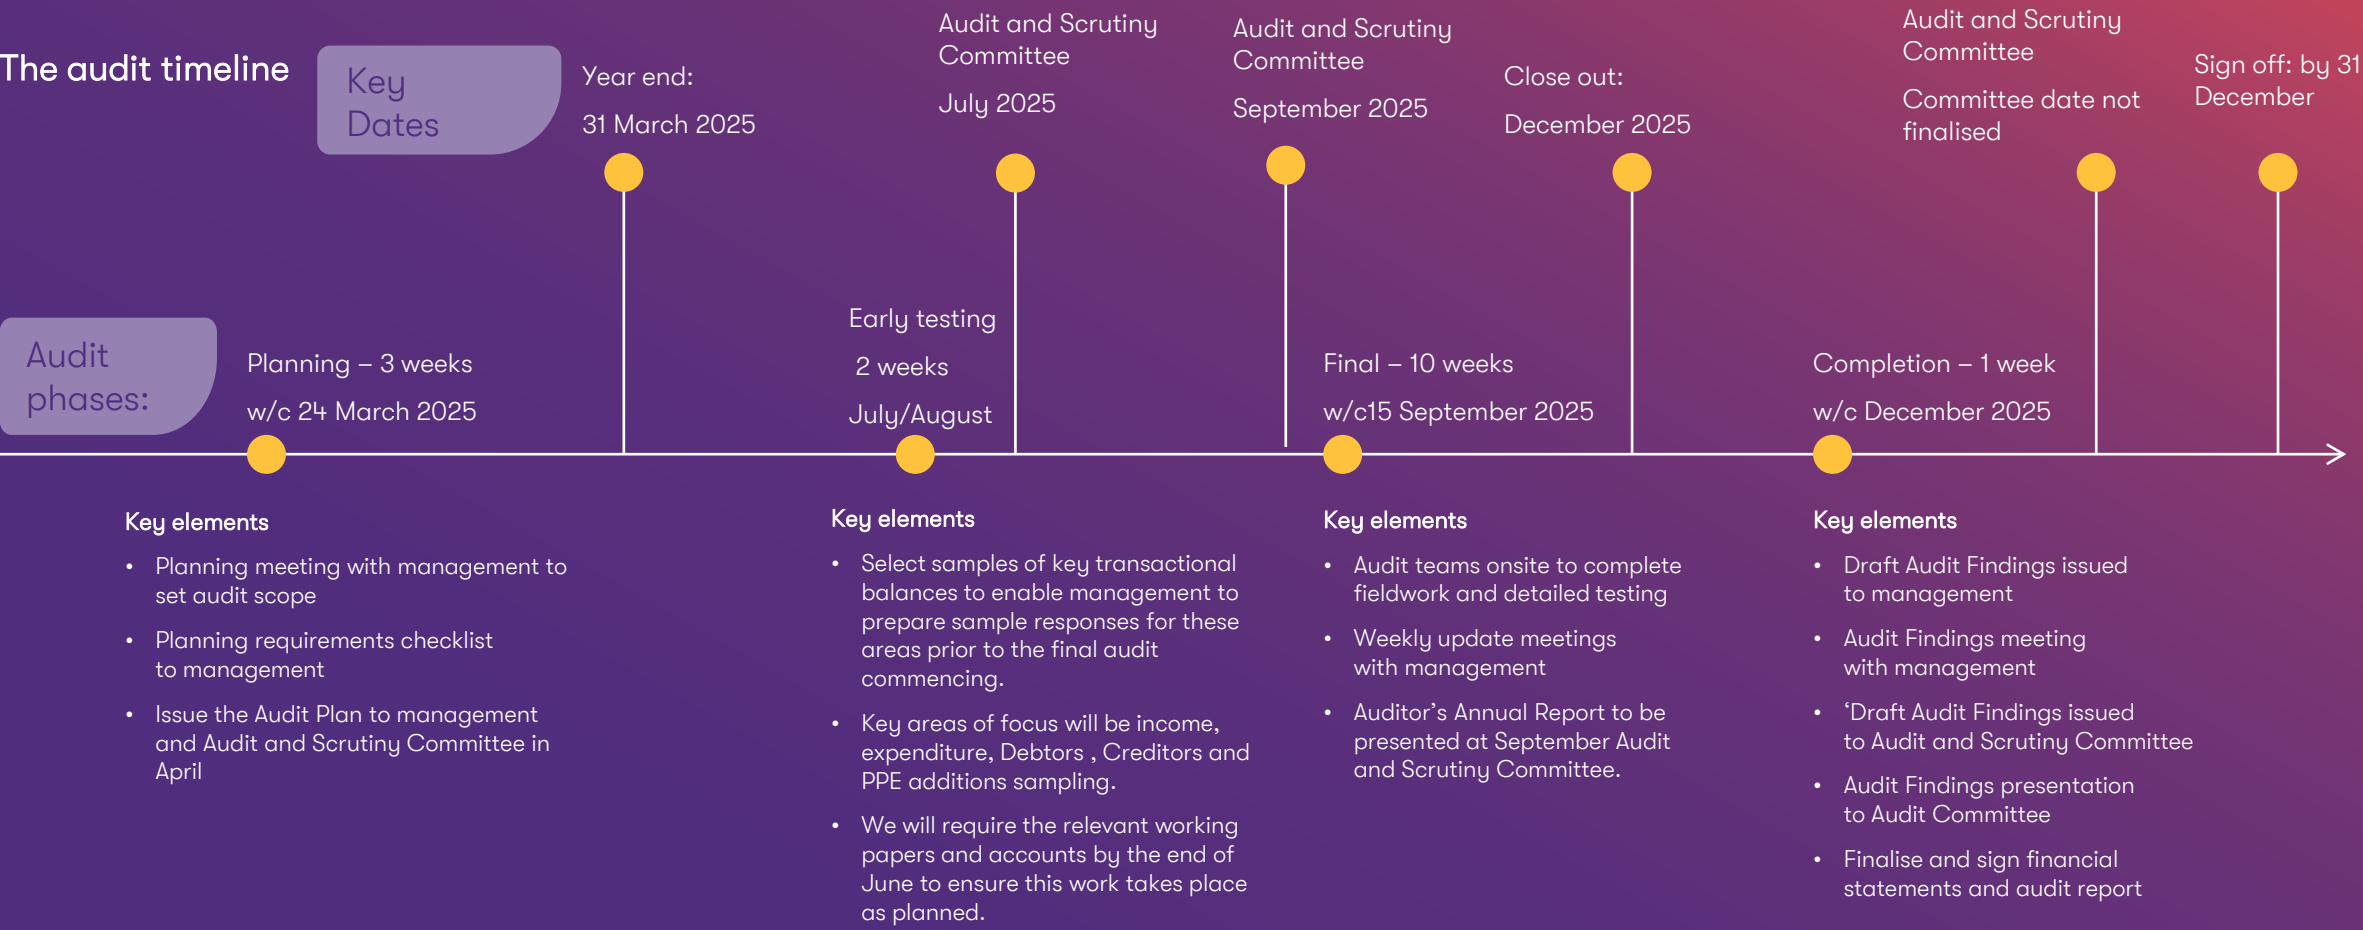 The audit timeline
Key
Dates
Year end:
31 March 2025
Audit and Scrutiny
Committee
July 2025
Audit and Scrutiny
Committee
September 2025
Close out:
December 2025
Audit and Scrutiny
Committee
Committee date not
finalised
Sign off: by 31
December
Audit
phases:
Planning – 3 weeks
w/c 24 March 2025
Early testing
2 weeks
July/August
Final – 10 weeks
w/c15 September 2025
Completion – 1 week
w/c December 2025
Key elements
• Planning meeting with management to
set audit scope
• Planning requirements checklist
to management
• Issue the Audit Plan to management
and Audit and Scrutiny Committee in
April
Key elements
• Select samples of key transactional
balances to enable management to
prepare sample responses for these
areas prior to the final audit
commencing.
• Key areas of focus will be income,
expenditure, Debtors , Creditors and
PPE additions sampling.
• We will require the relevant working
papers and accounts by the end of
June to ensure this work takes place
as planned.
Key elements
• Audit teams onsite to complete
fieldwork and detailed testing
• Weekly update meetings
with management
• Auditor’s Annual Report to be
presented at September Audit
and Scrutiny Committee.
Key elements
• Draft Audit Findings issued
to management
• Audit Findings meeting
with management
• ‘Draft Audit Findings issued
to Audit and Scrutiny Committee
• Audit Findings presentation
to Audit Committee
• Finalise and sign financial
statements and audit report